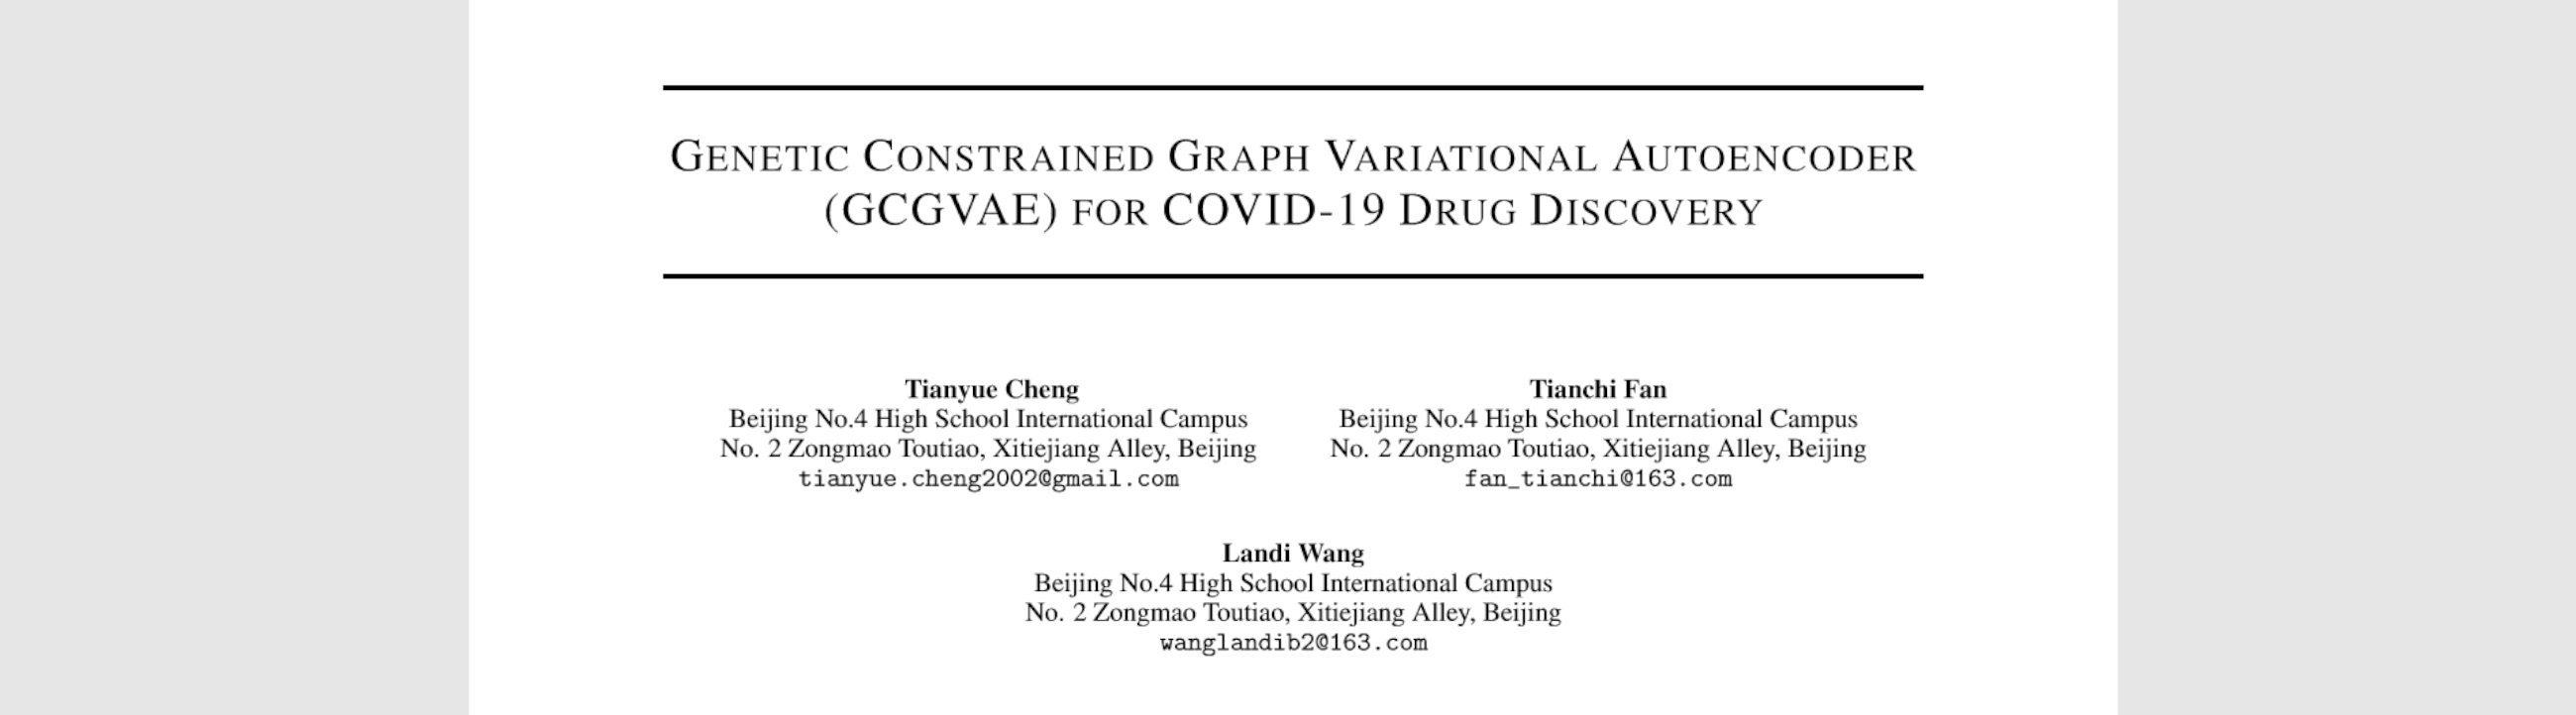 GENETIC CONSTRAINED GRAPH VARIATIONAL AUTOENCODER
(GCGVAE) FOR COVID-19 DRUG DISCOVERY
Tianyue Cheng
Beijing No.4 High School International Campus
No. 2 Zongmao Toutiao, Xitiejiang Alley, Beijing
tianyue.cheng2002@gmail.com
Tianchi Fan
Beijing No.4 High School International Campus
No. 2 Zongmao Toutiao, Xitiejiang Alley, Beijing
fan_tianchi@163.com
Landi Wang
Beijing No.4 High School International Campus
No. 2 Zongmao Toutiao, Xitiejiang Alley, Beijing
wanglandib2@163.com